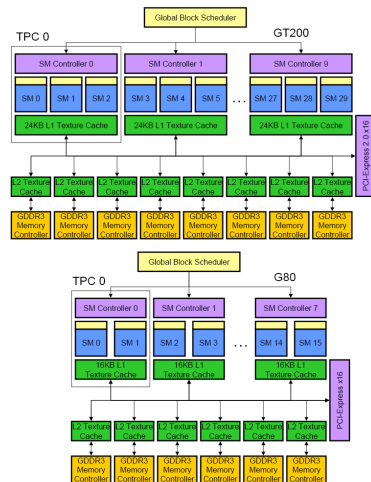 Global Block Scheduler
TPC 0
GT200
SM Controller 0
SM Controller 1
SM Controller 9
SM 0
SM 1
SM 2
SM 3
SM 4
SM 5
...
SM 27
SM 28
SM 29
24KB L1 Texture Cache
24KB L1 Texture Cache
24KB L1 Texture Cache
PCI-Express 2.0 x16
L2 Texture
Cache
L2 Texture
Cache
L2 Texture
Cache
L2 Texture
Cache
L2 Texture
Cache
L2 Texture
Cache
L2 Texture
Cache
L2 Texture
Cache
GDDR3
Memory
Controller
GDDR3
Memory
Controller
GDDR3
Memory
Controller
GDDR3
Memory
Controller
GDDR3
Memory
Controller
GDDR3
Memory
Controller
GDDR3
Memory
Controller
GDDR3
Memory
Controller
Global Block Scheduler
TPC 0
G80
SM Controller 0
SM Controller 1
SM Controller 7
SM 0
SM 1
SM 2
SM 3
...
SM 14
SM 15
16KB L1
Texture Cache
16KB L1
Texture Cache
16KB L1
Texture Cache
PCI-Express x16
L2 Texture
Cache
L2 Texture
Cache
L2 Texture
Cache
L2 Texture
Cache
L2 Texture
Cache
L2 Texture
Cache
GDDR3
Memory
Controller
GDDR3
Memory
Controller
GDDR3
Memory
Controller
GDDR3
Memory
Controller
GDDR3
Memory
Controller
GDDR3
Memory
Controller